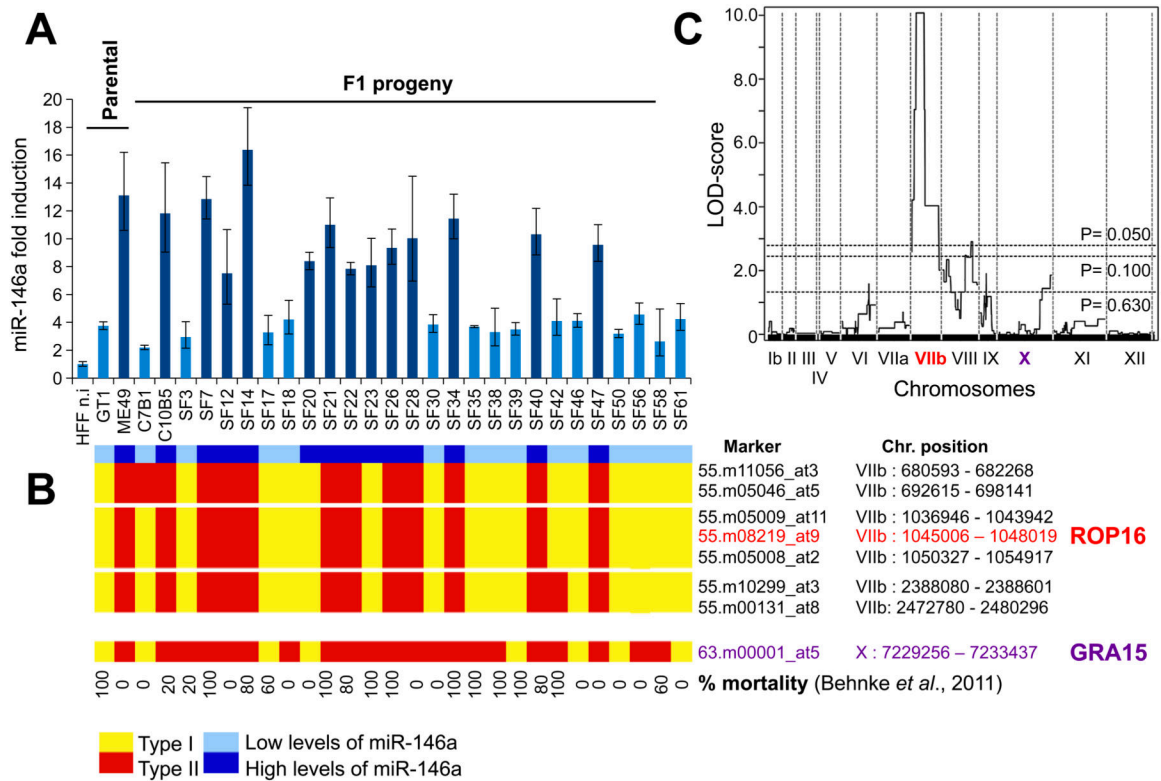 A
Parental
F1 progeny
miR-146a fold induction
20
18
16
14
12
10
8
6
4
2
0
HFF n.i
GT1
ME49
C7B1
C10B5
SF3
SF7
SF12
SF14
SF17
SF18
SF20
SF21
SF22
SF23
SF26
SF28
SF30
SF34
SF35
SF38
SF39
SF40
SF42
SF46
SF47
SF50
SF56
SF58
SF61
C
LOD-score
10.0
8.0
6.0
4.0
2.0
0
P= 0.050
P= 0.100
P= 0.630
Ib II III IV V VI VIIa VIIb VIII IX X XI XII
Chromosomes
B
Marker Chr. position
55.m11056_at3 VIIb : 680593 - 682268
55.m05046_at5 VIIb : 692615 - 698141
55.m05009_at11 VIIb : 1036946 - 1043942
55.m08219_at9 VIIb : 1045006 – 1048019 ROP16
55.m05008_at2 VIIb : 1050327 - 1054917
55.m10299_at3 VIIb : 2388080 - 2388601
55.m00131_at8 VIIb: 2472780 - 2480296
63.m00001_at5 X : 7229256 – 7233437 GRA15
100 0 0 20 20 100 0 80 0 0 0 100 80 0 100 100 0 0 100 0 0 100 80 100 0 0 0 60 0
% mortality (Behnke et al., 2011)
Type I Low levels of miR-146a
Type II High levels of miR-146a